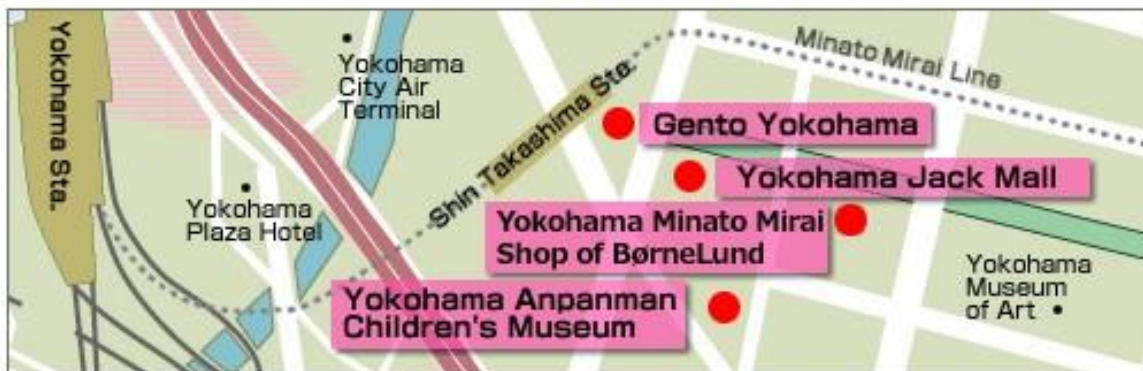 Yokohama Sta.
Yokohama
City Air
Terminal
Minato Mirai Line
Shin Takashima Sta.
Gento Yokohama
Yokohama Jack Mall
Yokohama
Plaza Hotel
Yokohama Minato Mirai
Shop of BørneLund
Yokohama
Museum
of Art
Yokohama Anpanman
Children's Museum